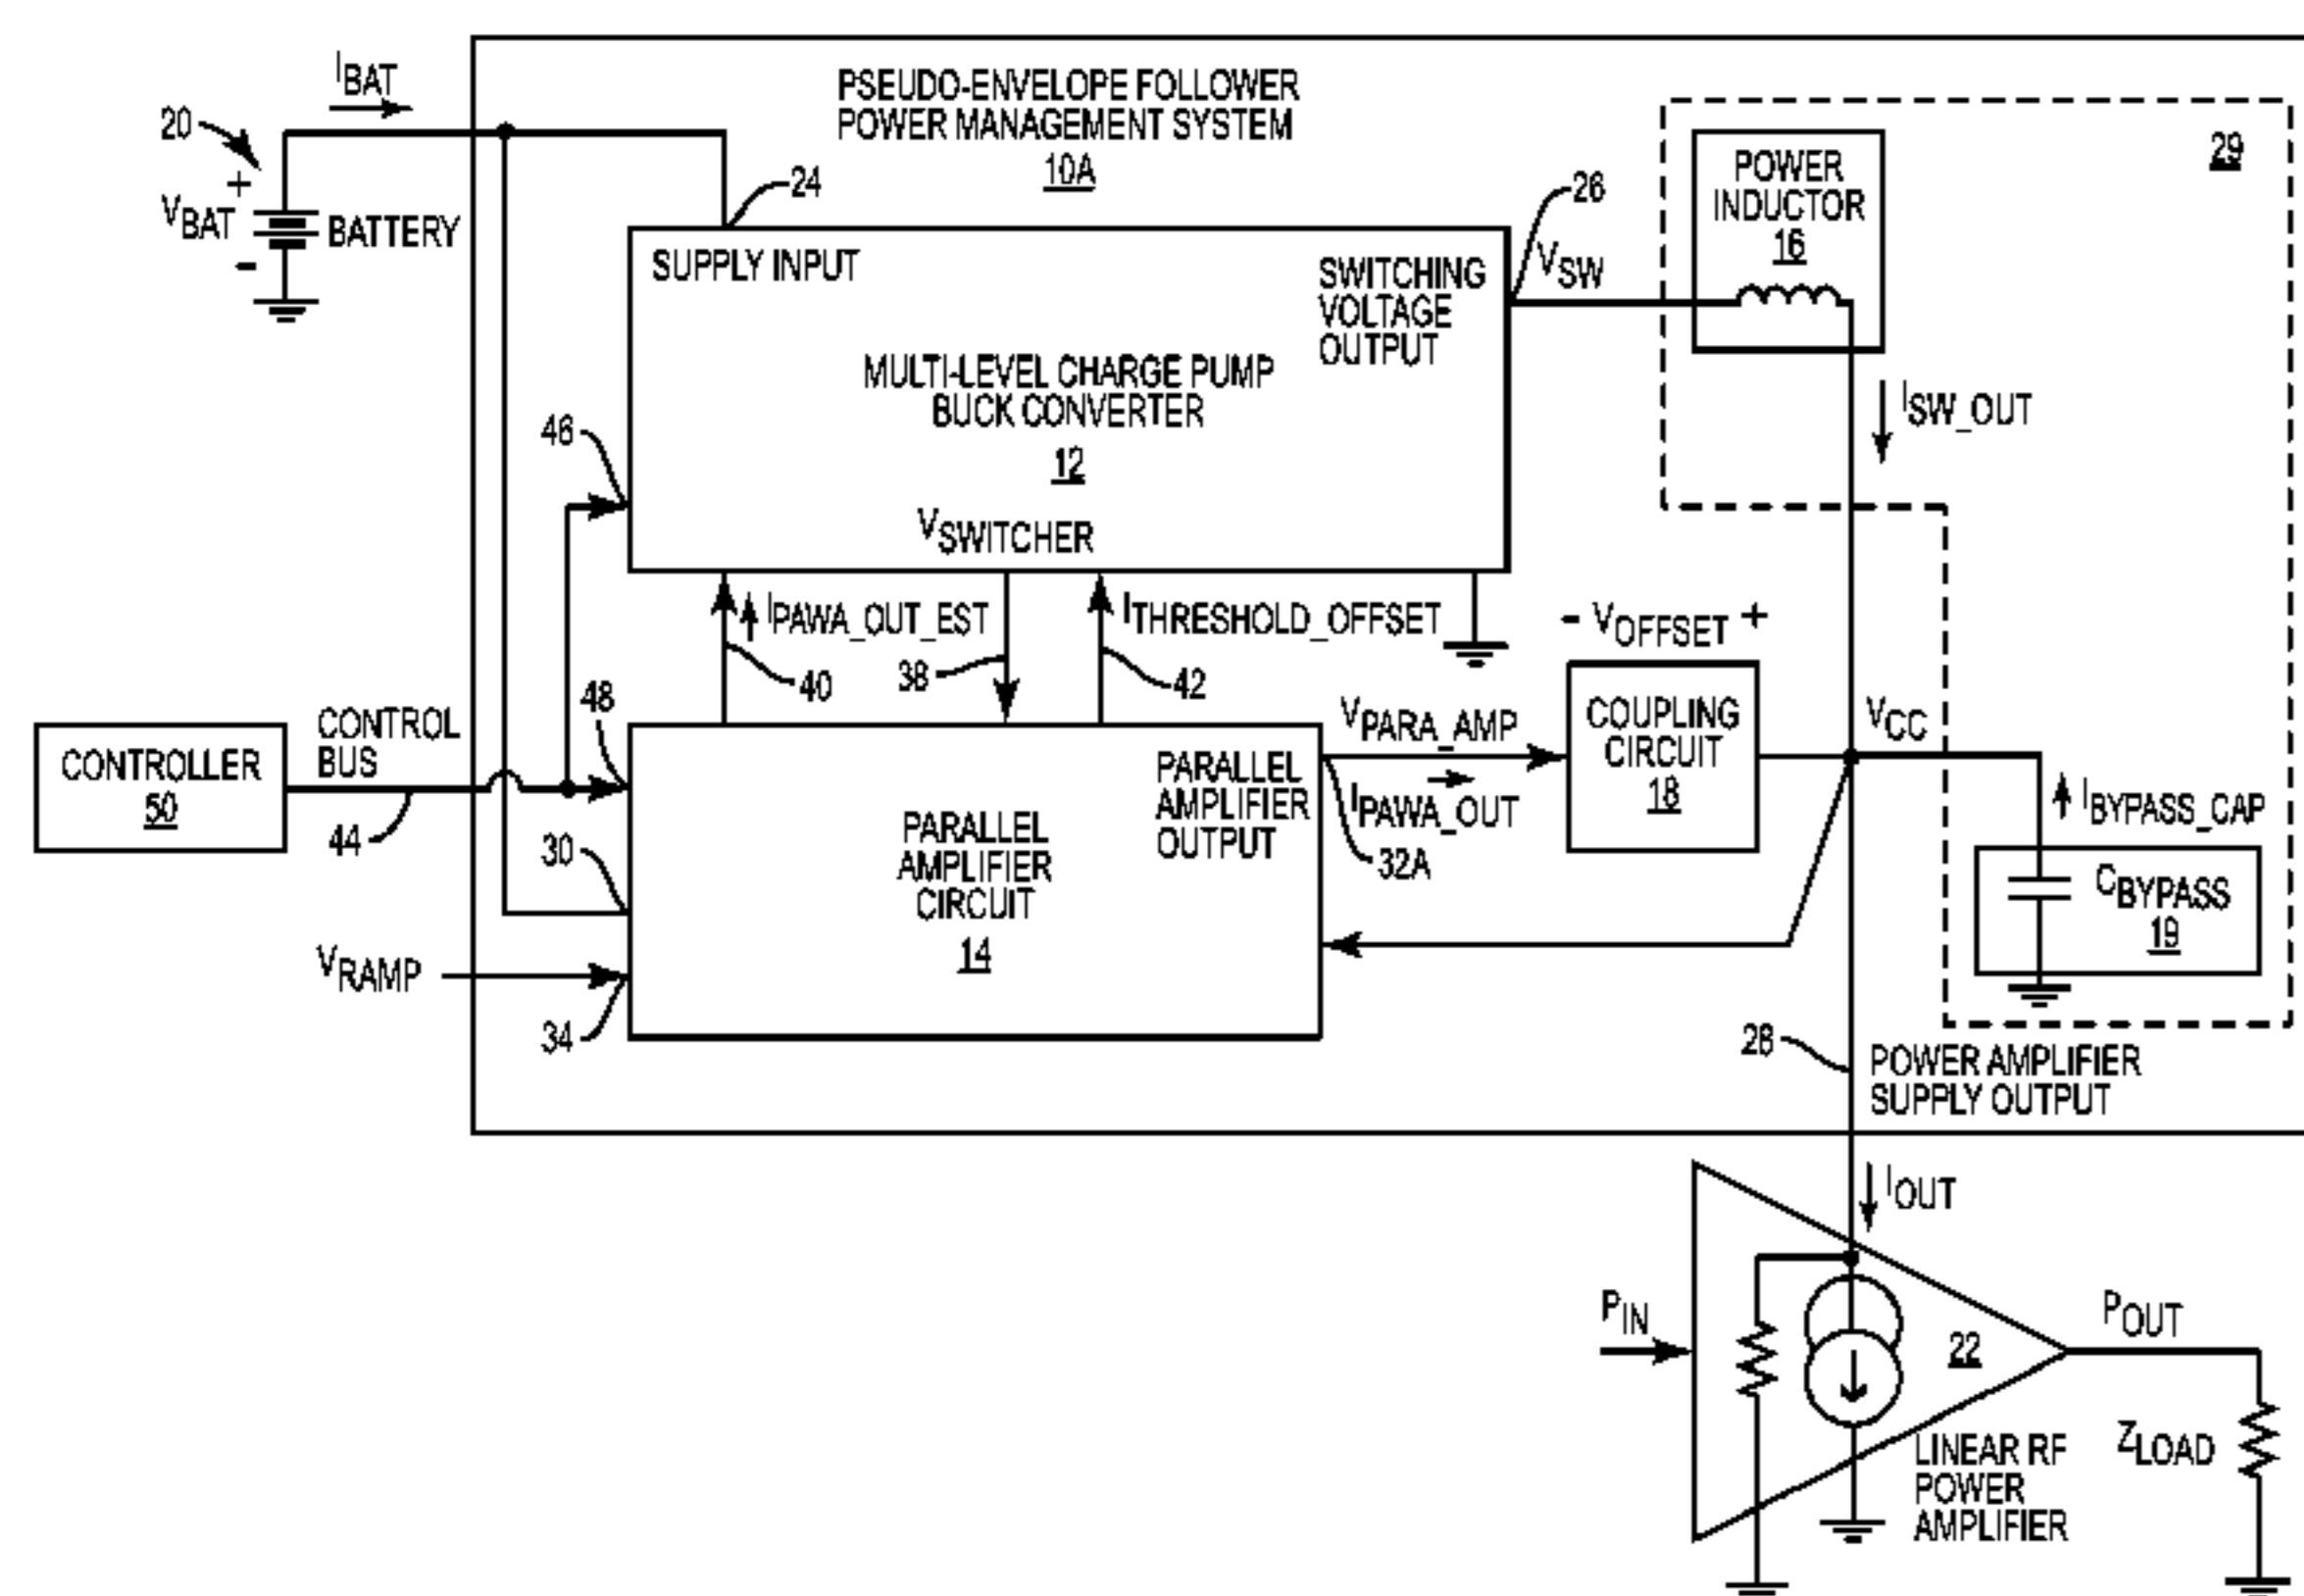 IBAT
20
+
VBAT
BATTERY
-
PSEUDO-ENVELOPE FOLLOWER
POWER MANAGEMENT SYSTEM
10A
24
SUPPLY INPUT
SWITCHING
VOLTAGE
OUTPUT
MULTI-LEVEL CHARGE PUMP
BUCK CONVERTER
12
VSWITCHER
46
26
VSW
POWER
INDUCTOR
16
29
ISW_OUT
IPAWA_OUT_EST
40
38
ITHRESHOLD_OFFSET
42
- VOFFSET +
COUPLING
CIRCUIT
18
VCC
IBYPASS_CAP
CBYPASS
19
CONTROLLER
50
CONTROL
BUS
44
48
30
VRAMP
34
PARALLEL
AMPLIFIER
CIRCUIT
14
PARALLEL
AMPLIFIER
OUTPUT
VPARA_AMP
IPAWA_OUT
32A
28
POWER AMPLIFIER
SUPPLY OUTPUT
IOUT
PIN
22
POUT
LINEAR RF
POWER
AMPLIFIER
ZLOAD